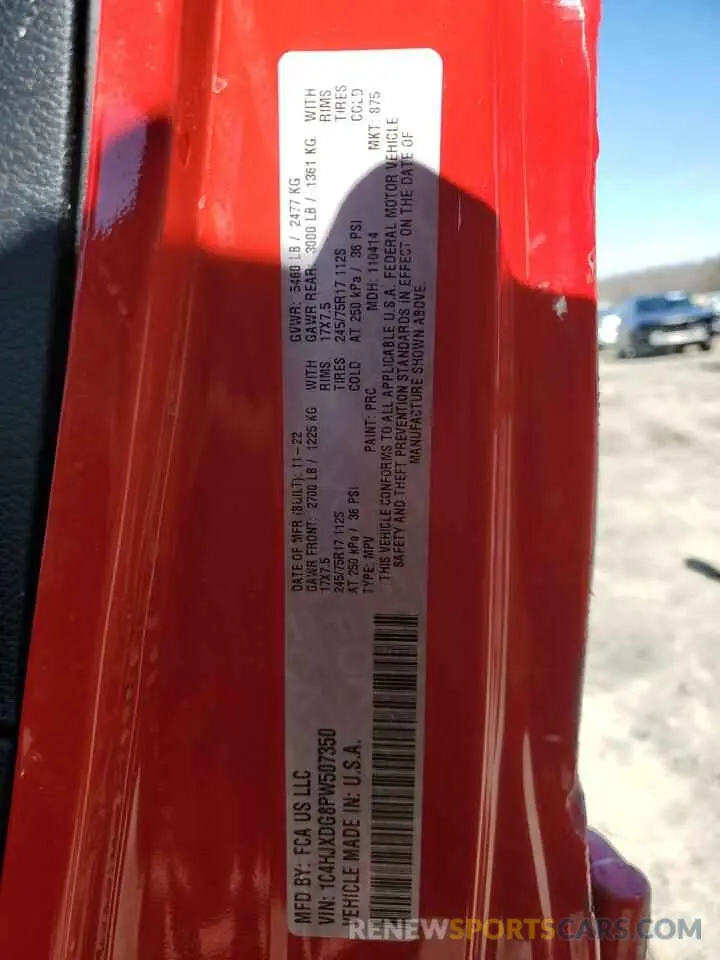 MFD BY: FCA US LLC
DATE OF MFR (BUILT): 11-22
GVWR: 5460 LB / 2477 KG
GAWR FRONT: 2700 LB / 1225 KG WITH
GAWR REAR: 3000 LB / 1361 KG WITH
17X7.5 RIMS
17X7.5 RIMS
245/75R17 112S TIRES
245/75R17 112S TIRES
AT 250 kPa / 36 PSI COLD
AT 250 kPa / 36 PSI COLD
VIN: 1C4HJXDG8PW507350
TYPE: MPV PAINT: PRC MDH: 110414 MKT: 875
VEHICLE MADE IN: U.S.A.
THIS VEHICLE CONFORMS TO ALL APPLICABLE U.S.A. FEDERAL MOTOR VEHICLE
SAFETY AND THEFT PREVENTION STANDARDS IN EFFECT ON THE DATE OF
MANUFACTURE SHOWN ABOVE.
RENEWSPORTSCARS.COM